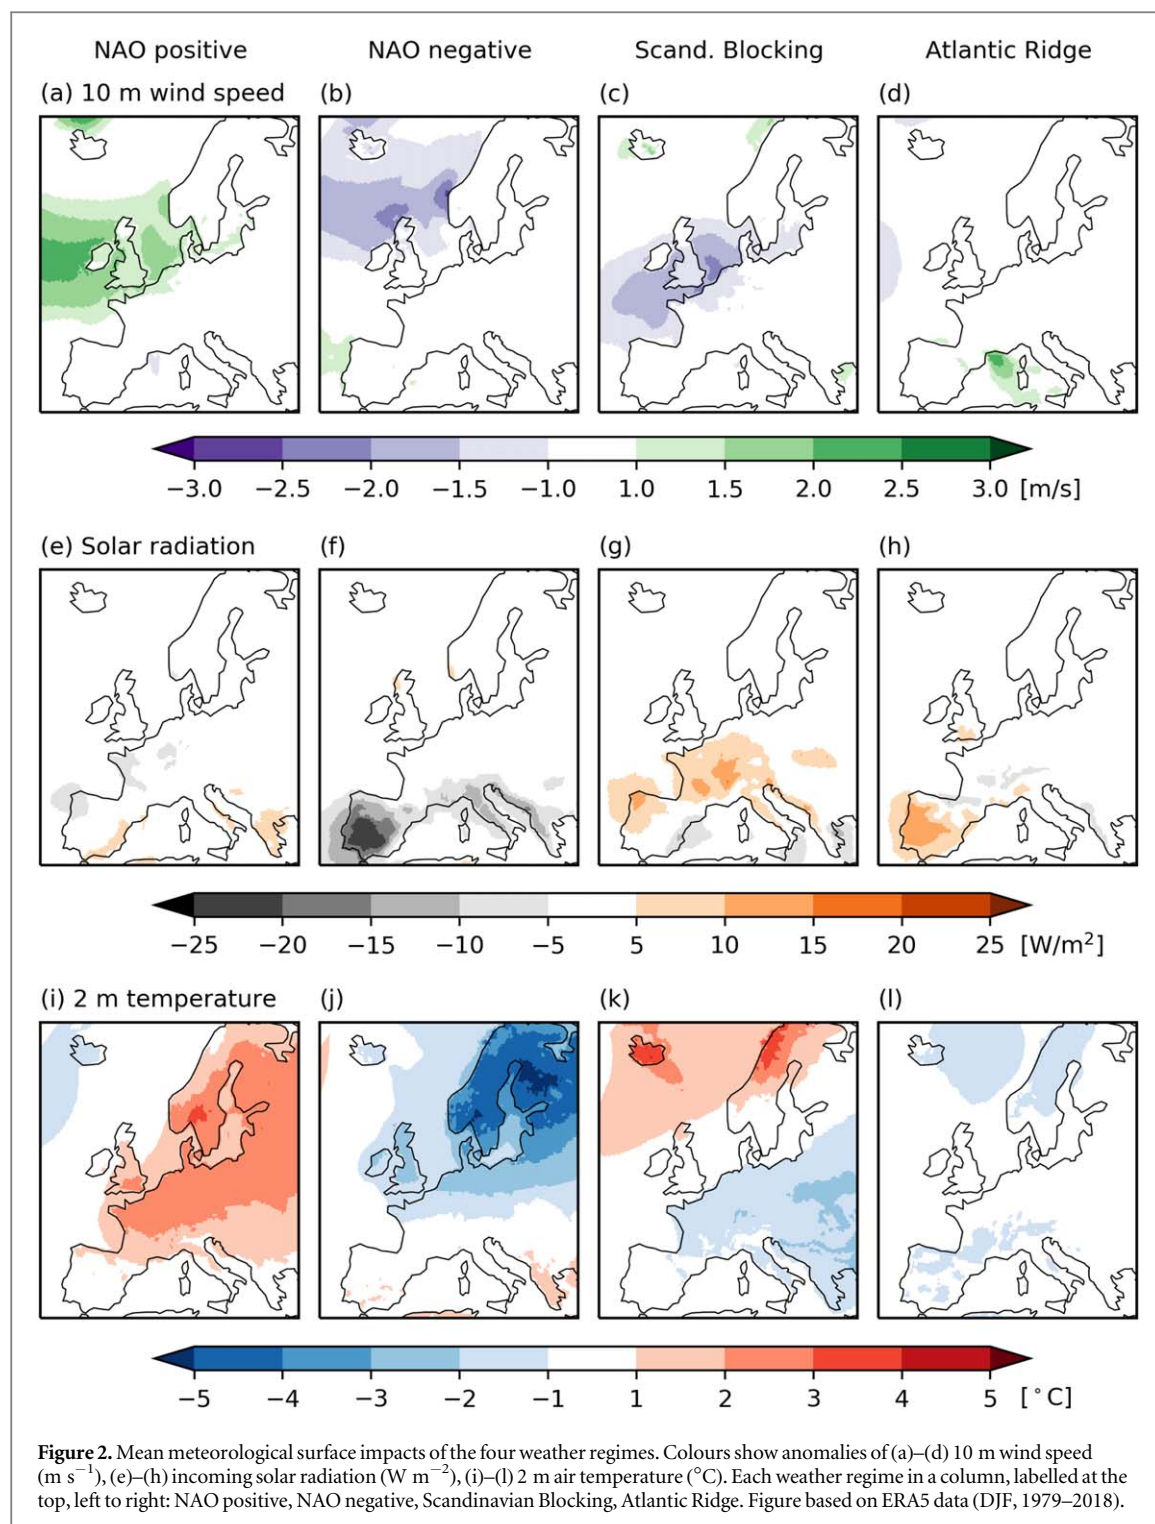 NAO positive NAO negative Scand. Blocking Atlantic Ridge
(a) 10 m wind speed (b) (c) (d)
−3.0 −2.5 −2.0 −1.5 −1.0 1.0 1.5 2.0 2.5 3.0 [m/s]
(e) Solar radiation (f) (g) (h)
−25 −20 −15 −10 −5 5 10 15 20 25 [W/m²]
(i) 2 m temperature (j) (k) (l)
−5 −4 −3 −2 −1 1 2 3 4 5 [°C]
Figure 2. Mean meteorological surface impacts of the four weather regimes. Colours show anomalies of (a)–(d) 10 m wind speed
(m s⁻¹), (e)–(h) incoming solar radiation (W m⁻²), (i)–(l) 2 m air temperature (°C). Each weather regime in a column, labelled at the
top, left to right: NAO positive, NAO negative, Scandinavian Blocking, Atlantic Ridge. Figure based on ERA5 data (DJF, 1979–2018).